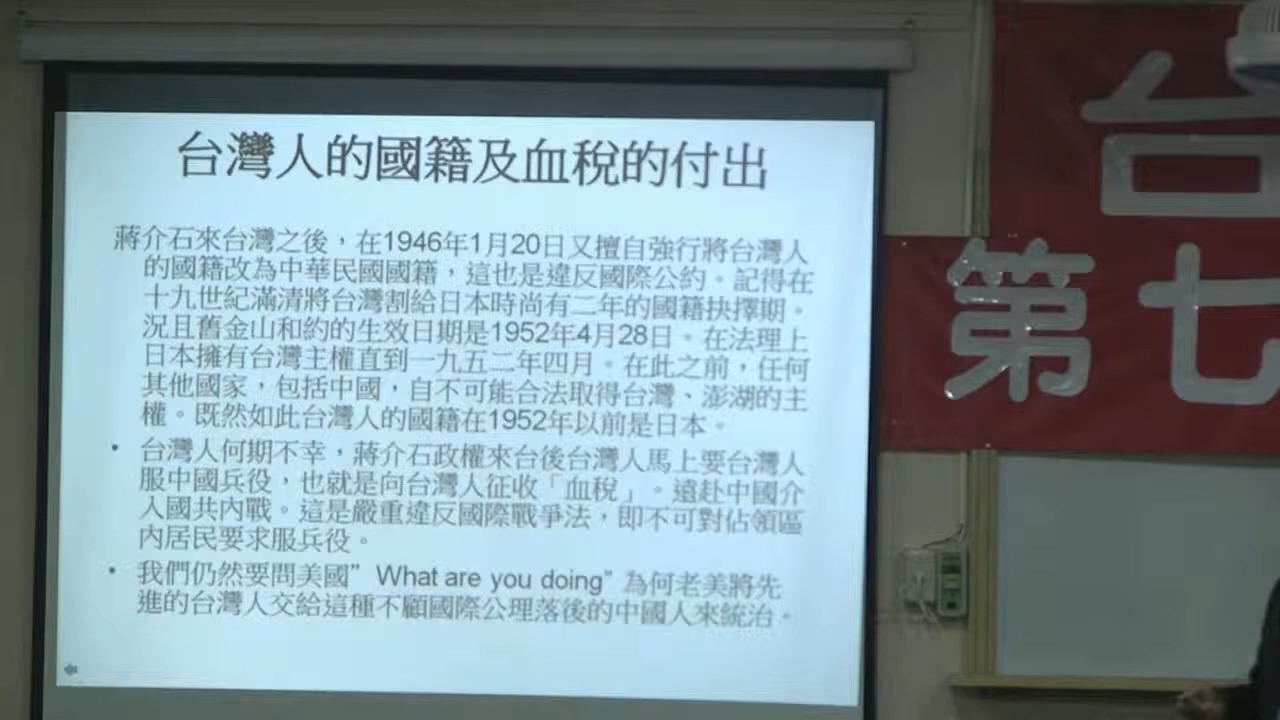 台灣人的國籍及血稅的付出
蔣介石來台灣之後，在1946年1月20日又擅自強行將台灣人
的國籍改為中華民國國籍，這也是違反國際公約。記得在
十九世紀滿清將台灣割給日本時尚有二年的國籍抉擇期。
況且舊金山和約的生效日期是1952年4月28日。在法理上
日本擁有台灣主權直到一九五二年四月。在此之前，任何
其他國家，包括中國，自不可能合法取得台灣、澎湖的主
權。既然如此台灣人的國籍在1952年以前是日本。
• 台灣人何期不幸，蔣介石政權來台後台灣人馬上要台灣人
服中國兵役，也就是向台灣人征收「血稅」。遠赴中國介
入國共內戰。這是嚴重違反國際戰爭法，即不可對佔領區
內居民要求服兵役。
• 我們仍然要問美國”What are you doing”為何老美將先
進的台灣人交給這種不顧國際公理落後的中國人來統治。
台
第七